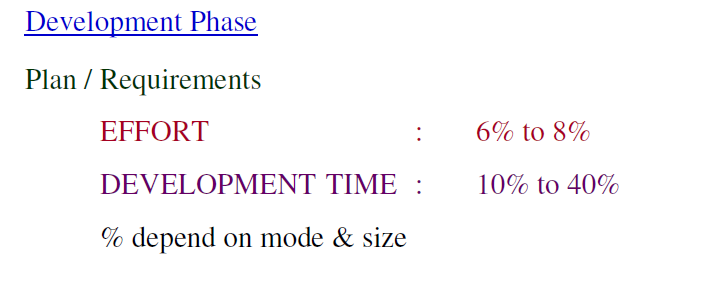 Development Phase
Plan / Requirements
EFFORT : 6% to 8%
DEVELOPMENT TIME : 10% to 40%
% depend on mode & size